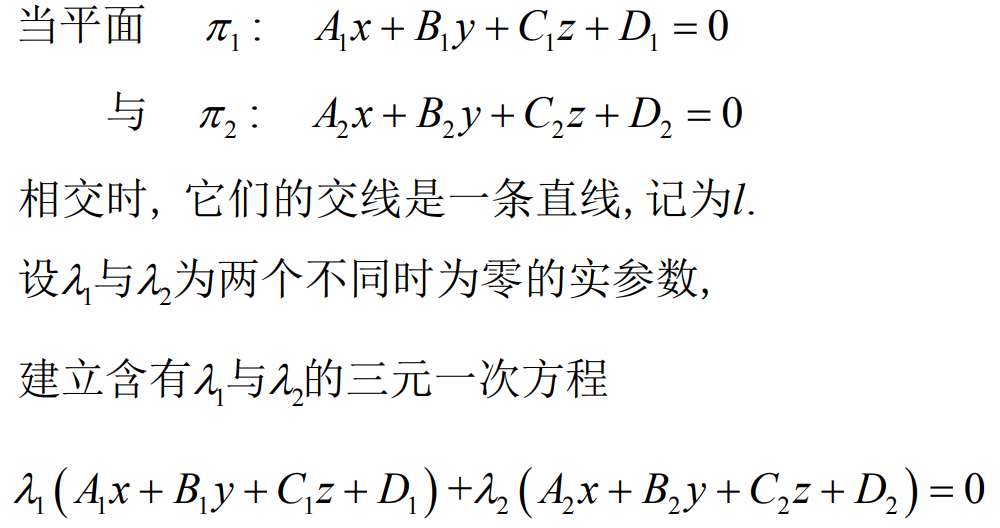 当平面 π₁： A₁x + B₁y + C₁z + D₁ = 0
与 π₂： A₂x + B₂y + C₂z + D₂ = 0
相交时, 它们的交线是一条直线, 记为l.
设λ₁与λ₂为两个不同时为零的实参数,
建立含有λ₁与λ₂的三元一次方程
λ₁(A₁x + B₁y + C₁z + D₁)+λ₂(A₂x + B₂y + C₂z + D₂) = 0